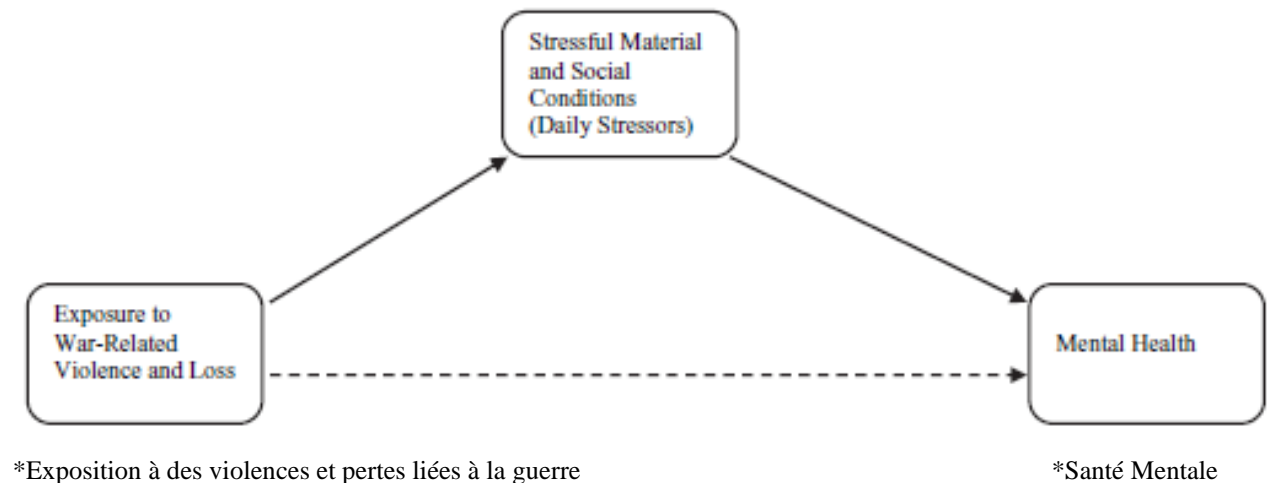 Stressful Material
and Social
Conditions
(Daily Stressors)
Exposure to
War-Related
Violence and Loss
Mental Health
*Exposition à des violences et pertes liées à la guerre
*Santé Mentale